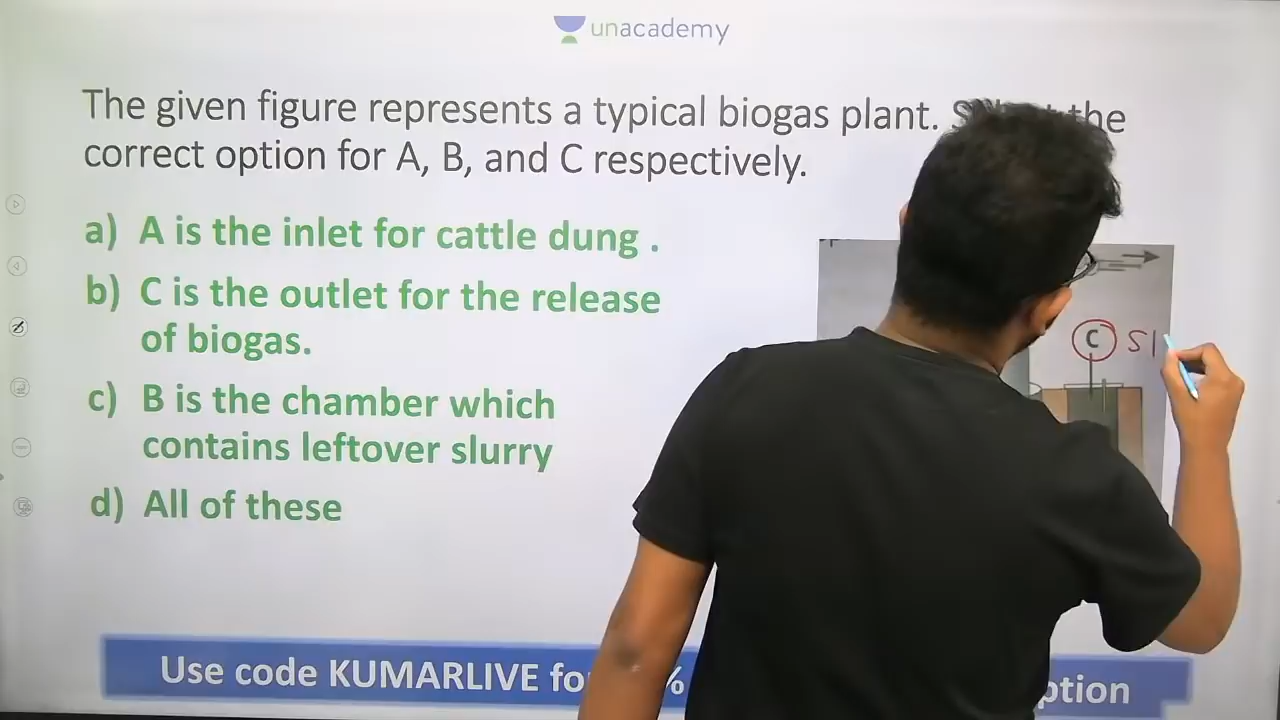 unacademy
The given figure represents a typical biogas plant. the
correct option for A, B, and C respectively.
a) A is the inlet for cattle dung .
b) C is the outlet for the release
of biogas.
c) B is the chamber which
contains leftover slurry
d) All of these
C Sl
Use code KUMARLIVE %